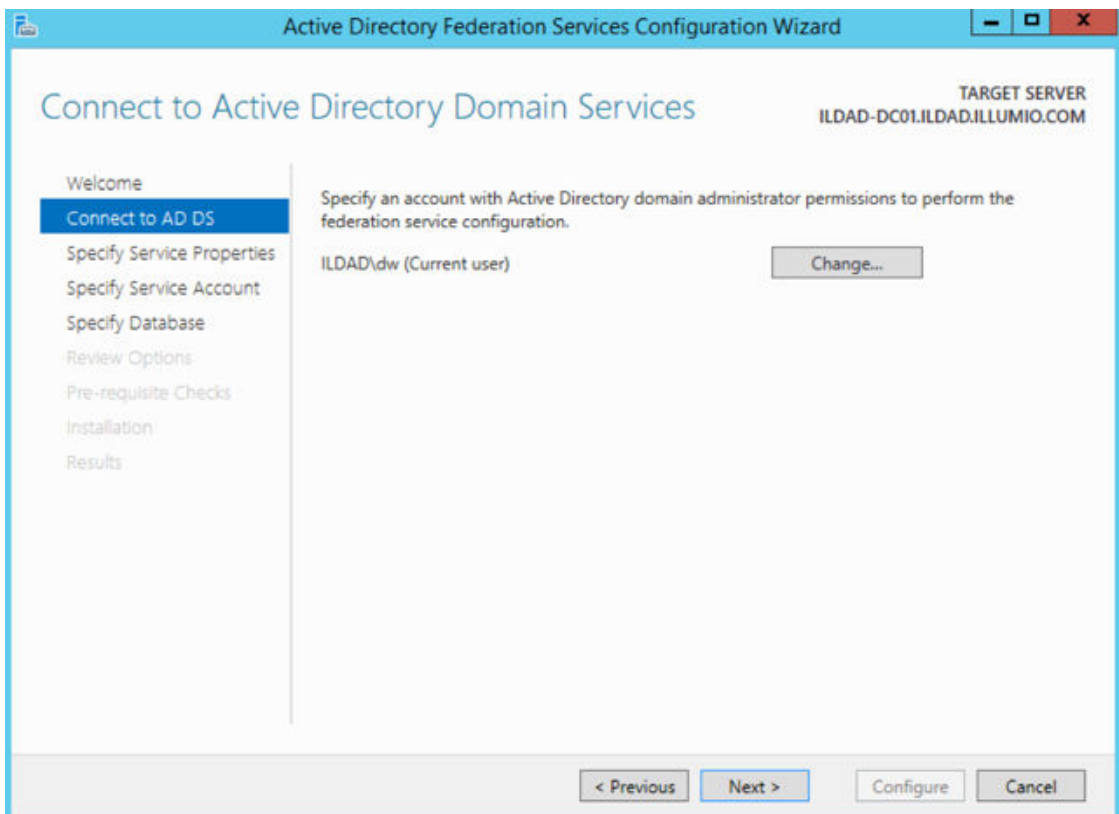 Active Directory Federation Services Configuration Wizard
Connect to Active Directory Domain Services
TARGET SERVER
ILDAD-DC01.ILDAD.ILLUMIO.COM
Welcome
Connect to AD DS
Specify Service Properties
Specify Service Account
Specify Database
Review Options
Pre-requisite Checks
Installation
Results
Specify an account with Active Directory domain administrator permissions to perform the
federation service configuration.
ILDAD\dw (Current user)
Change...
< Previous
Next >
Configure
Cancel